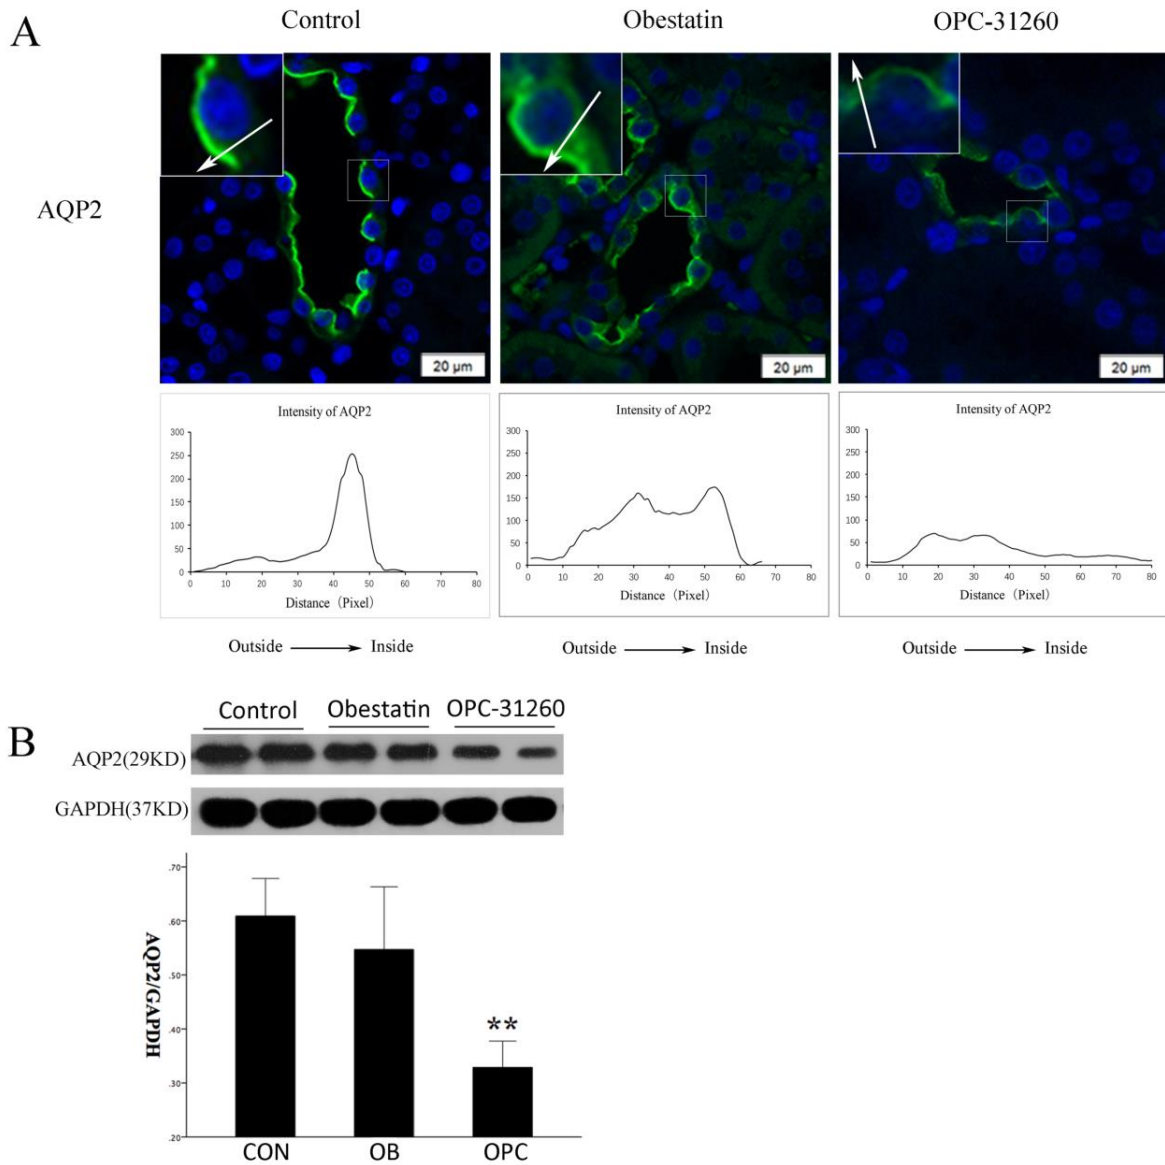 A
Control
Obestatin
OPC-31260
AQP2
20 µm
20 µm
20 µm
Intensity of AQP2
300
250
200
150
100
50
0
0 10 20 30 40 50 60 70 80
Distance（Pixel）
Intensity of AQP2
300
250
200
150
100
50
0
0 10 20 30 40 50 60 70 80
Distance（Pixel）
Intensity of AQP2
300
250
200
150
100
50
0
0 10 20 30 40 50 60 70 80
Distance（Pixel）
Outside → Inside
Outside → Inside
Outside → Inside
B
Control Obestatin OPC-31260
AQP2(29KD)
GAPDH(37KD)
AQP2/GAPDH
.70
.60
.50
.40
.30
.20
**
CON OB OPC